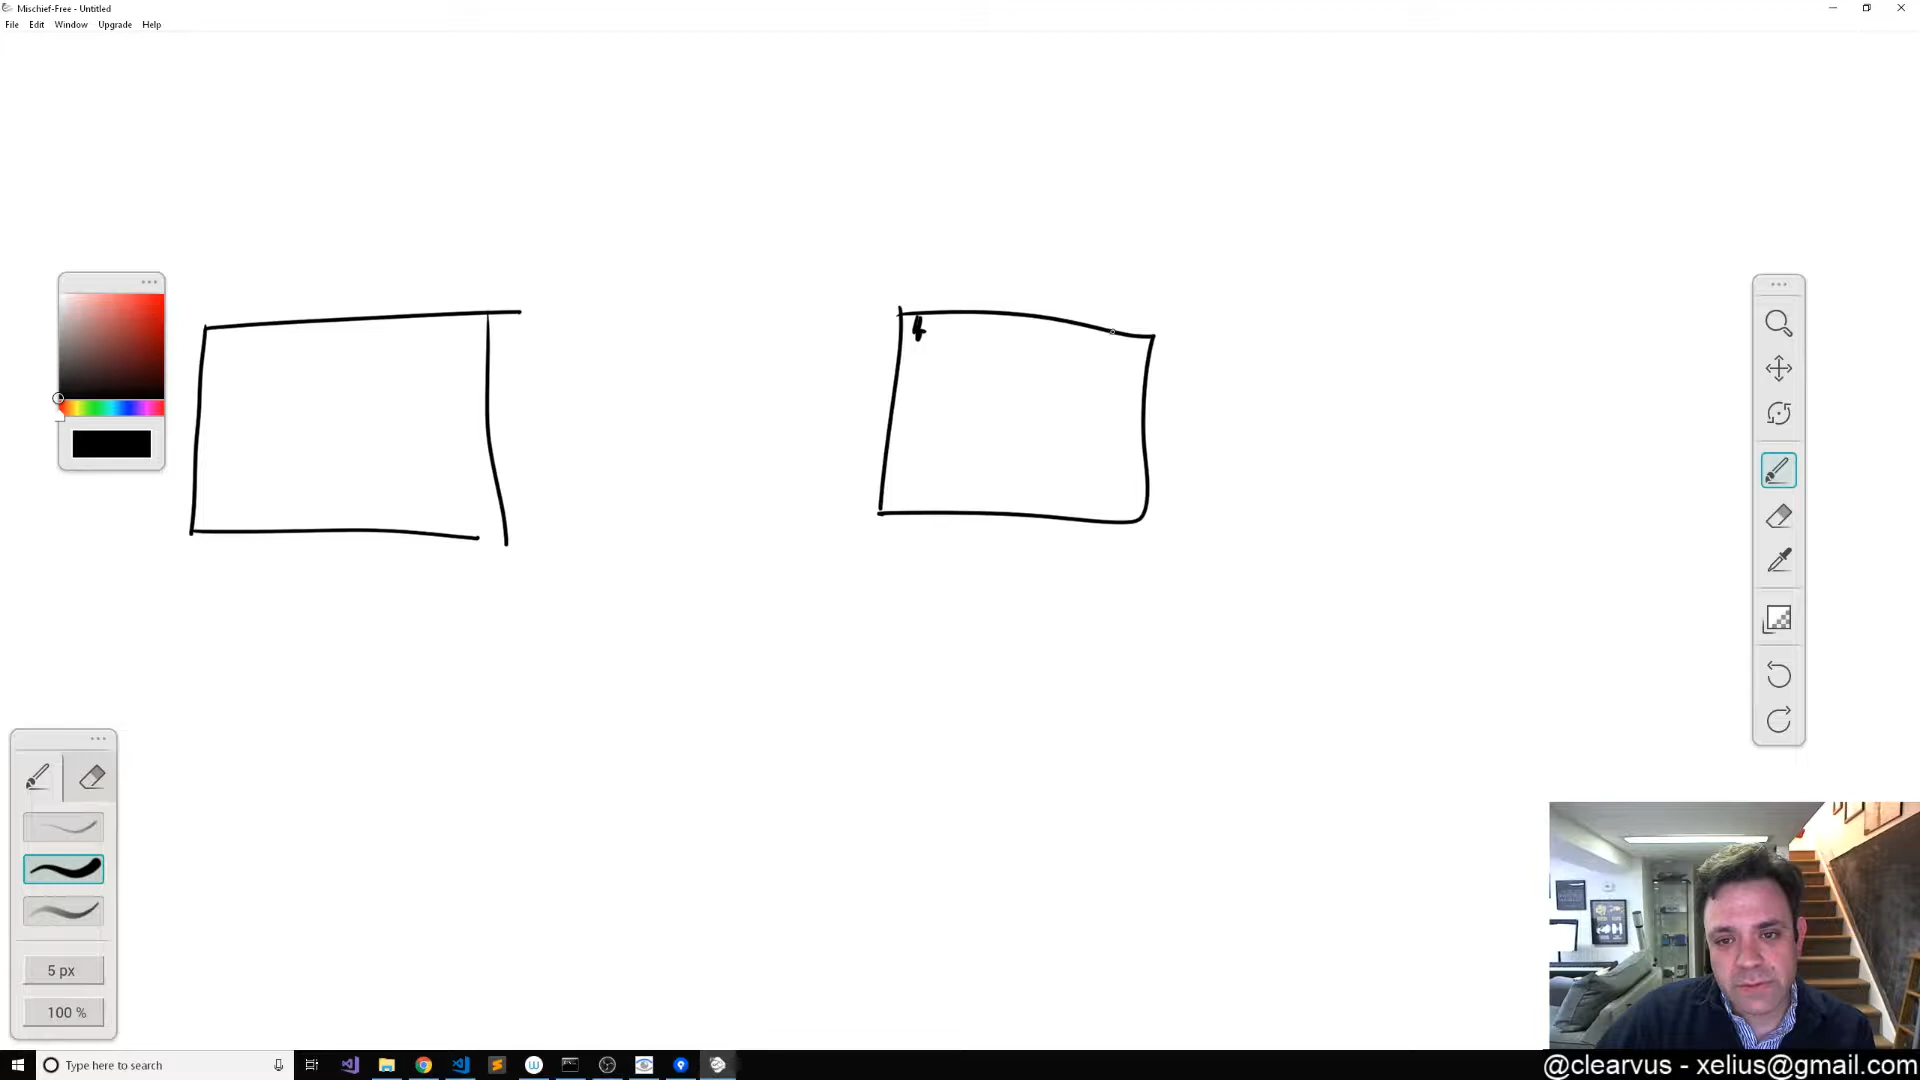 Mischief-Free - Untitled
File Edit Window Upgrade Help
5 px
100 %
Type here to search
@clearvus - xelius@gmail.com